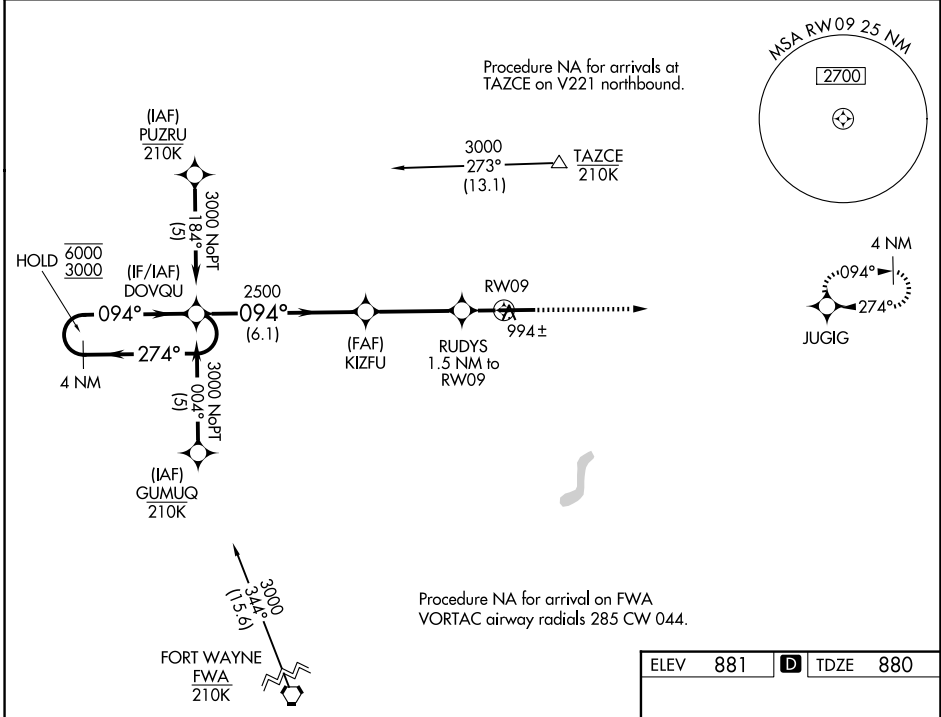 MSA RW09 25 NM
2700
Procedure NA for arrivals at
TAZCE on V221 northbound.
(IAF)
PUZRU
210K
3000
273°
(13.1)
TAZCE
210K
3000 NoPT
184°
(5)
HOLD
6000
3000
(IF/IAF)
DOVQU
094°
274°
4 NM
2500
094°
(6.1)
(FAF)
KIZFU
RUDYS
1.5 NM to
RW09
RW09
994±
4 NM
094°
274°
JUGIG
3000 NoPT
004°
(5)
(IAF)
GUMUQ
210K
3000
344°
(15.6)
FORT WAYNE
FWA
210K
Procedure NA for arrival on FWA
VORTAC airway radials 285 CW 044.
ELEV 881 D TDZE 880